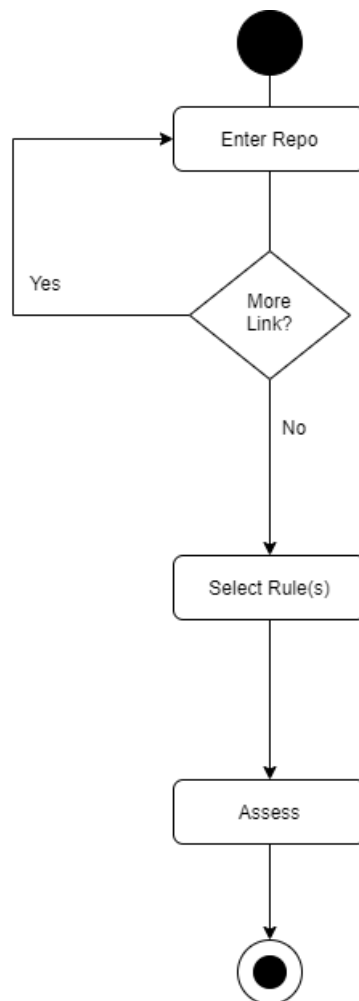 Enter Repo
Yes
More
Link?
No
Select Rule(s)
Assess